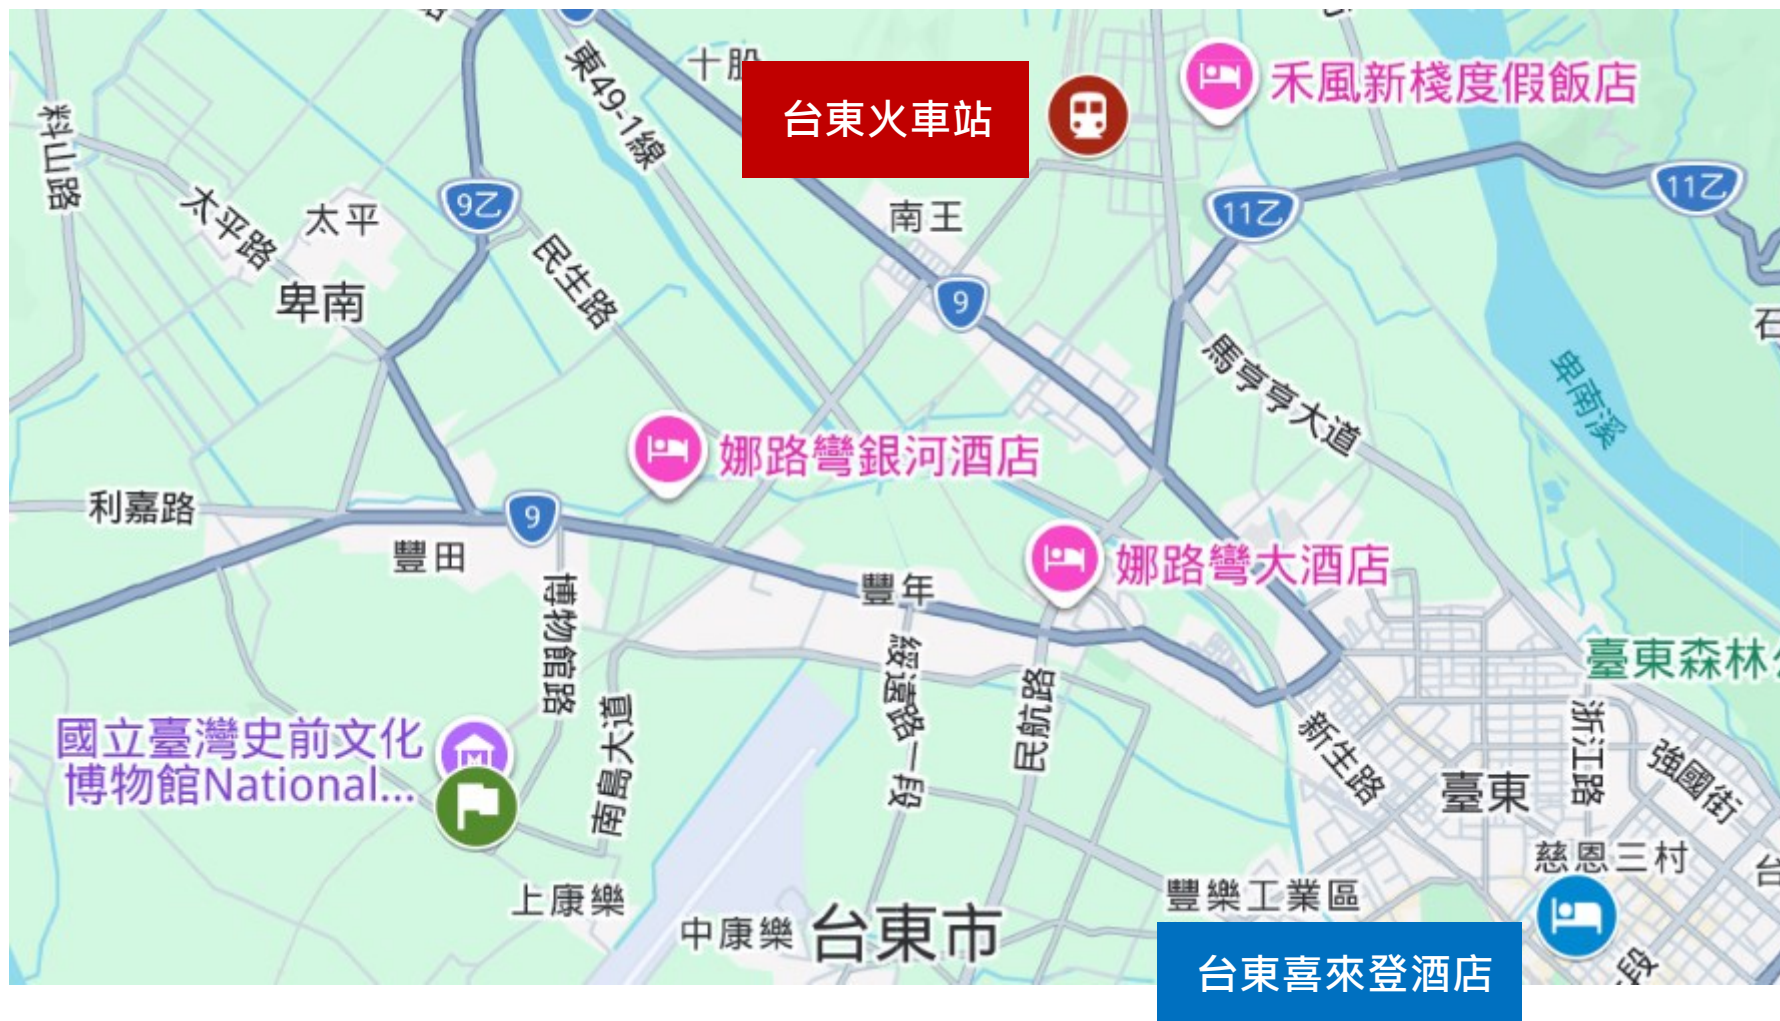 十股
東49-1線
台東火車站
禾風新棧度假飯店
料山路
太平路
太平
9乙
南王
11乙
11乙
卑南
民生路
9
石
馬亨亨大道
卑南溪
娜路彎銀河酒店
利嘉路
9
豐田
娜路彎大酒店
豐年
博物館路
綏遠路一段
民航路
臺東森林
國立臺灣史前文化
博物館National...
南島大道
新生路
浙江路
強國街
臺東
慈恩三村
台
上康樂
中康樂
台東市
豐樂工業區
台東喜來登酒店
段